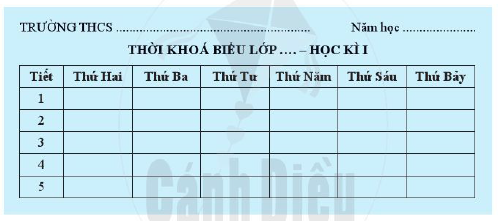 TRƯỜNG THCS ........................................................ Năm học ......................
THỜI KHOÁ BIỂU LỚP .... – HỌC KÌ I
Tiết Thứ Hai Thứ Ba Thứ Tư Thứ Năm Thứ Sáu Thứ Bảy
1
2
3
4
5
Cánh Diều